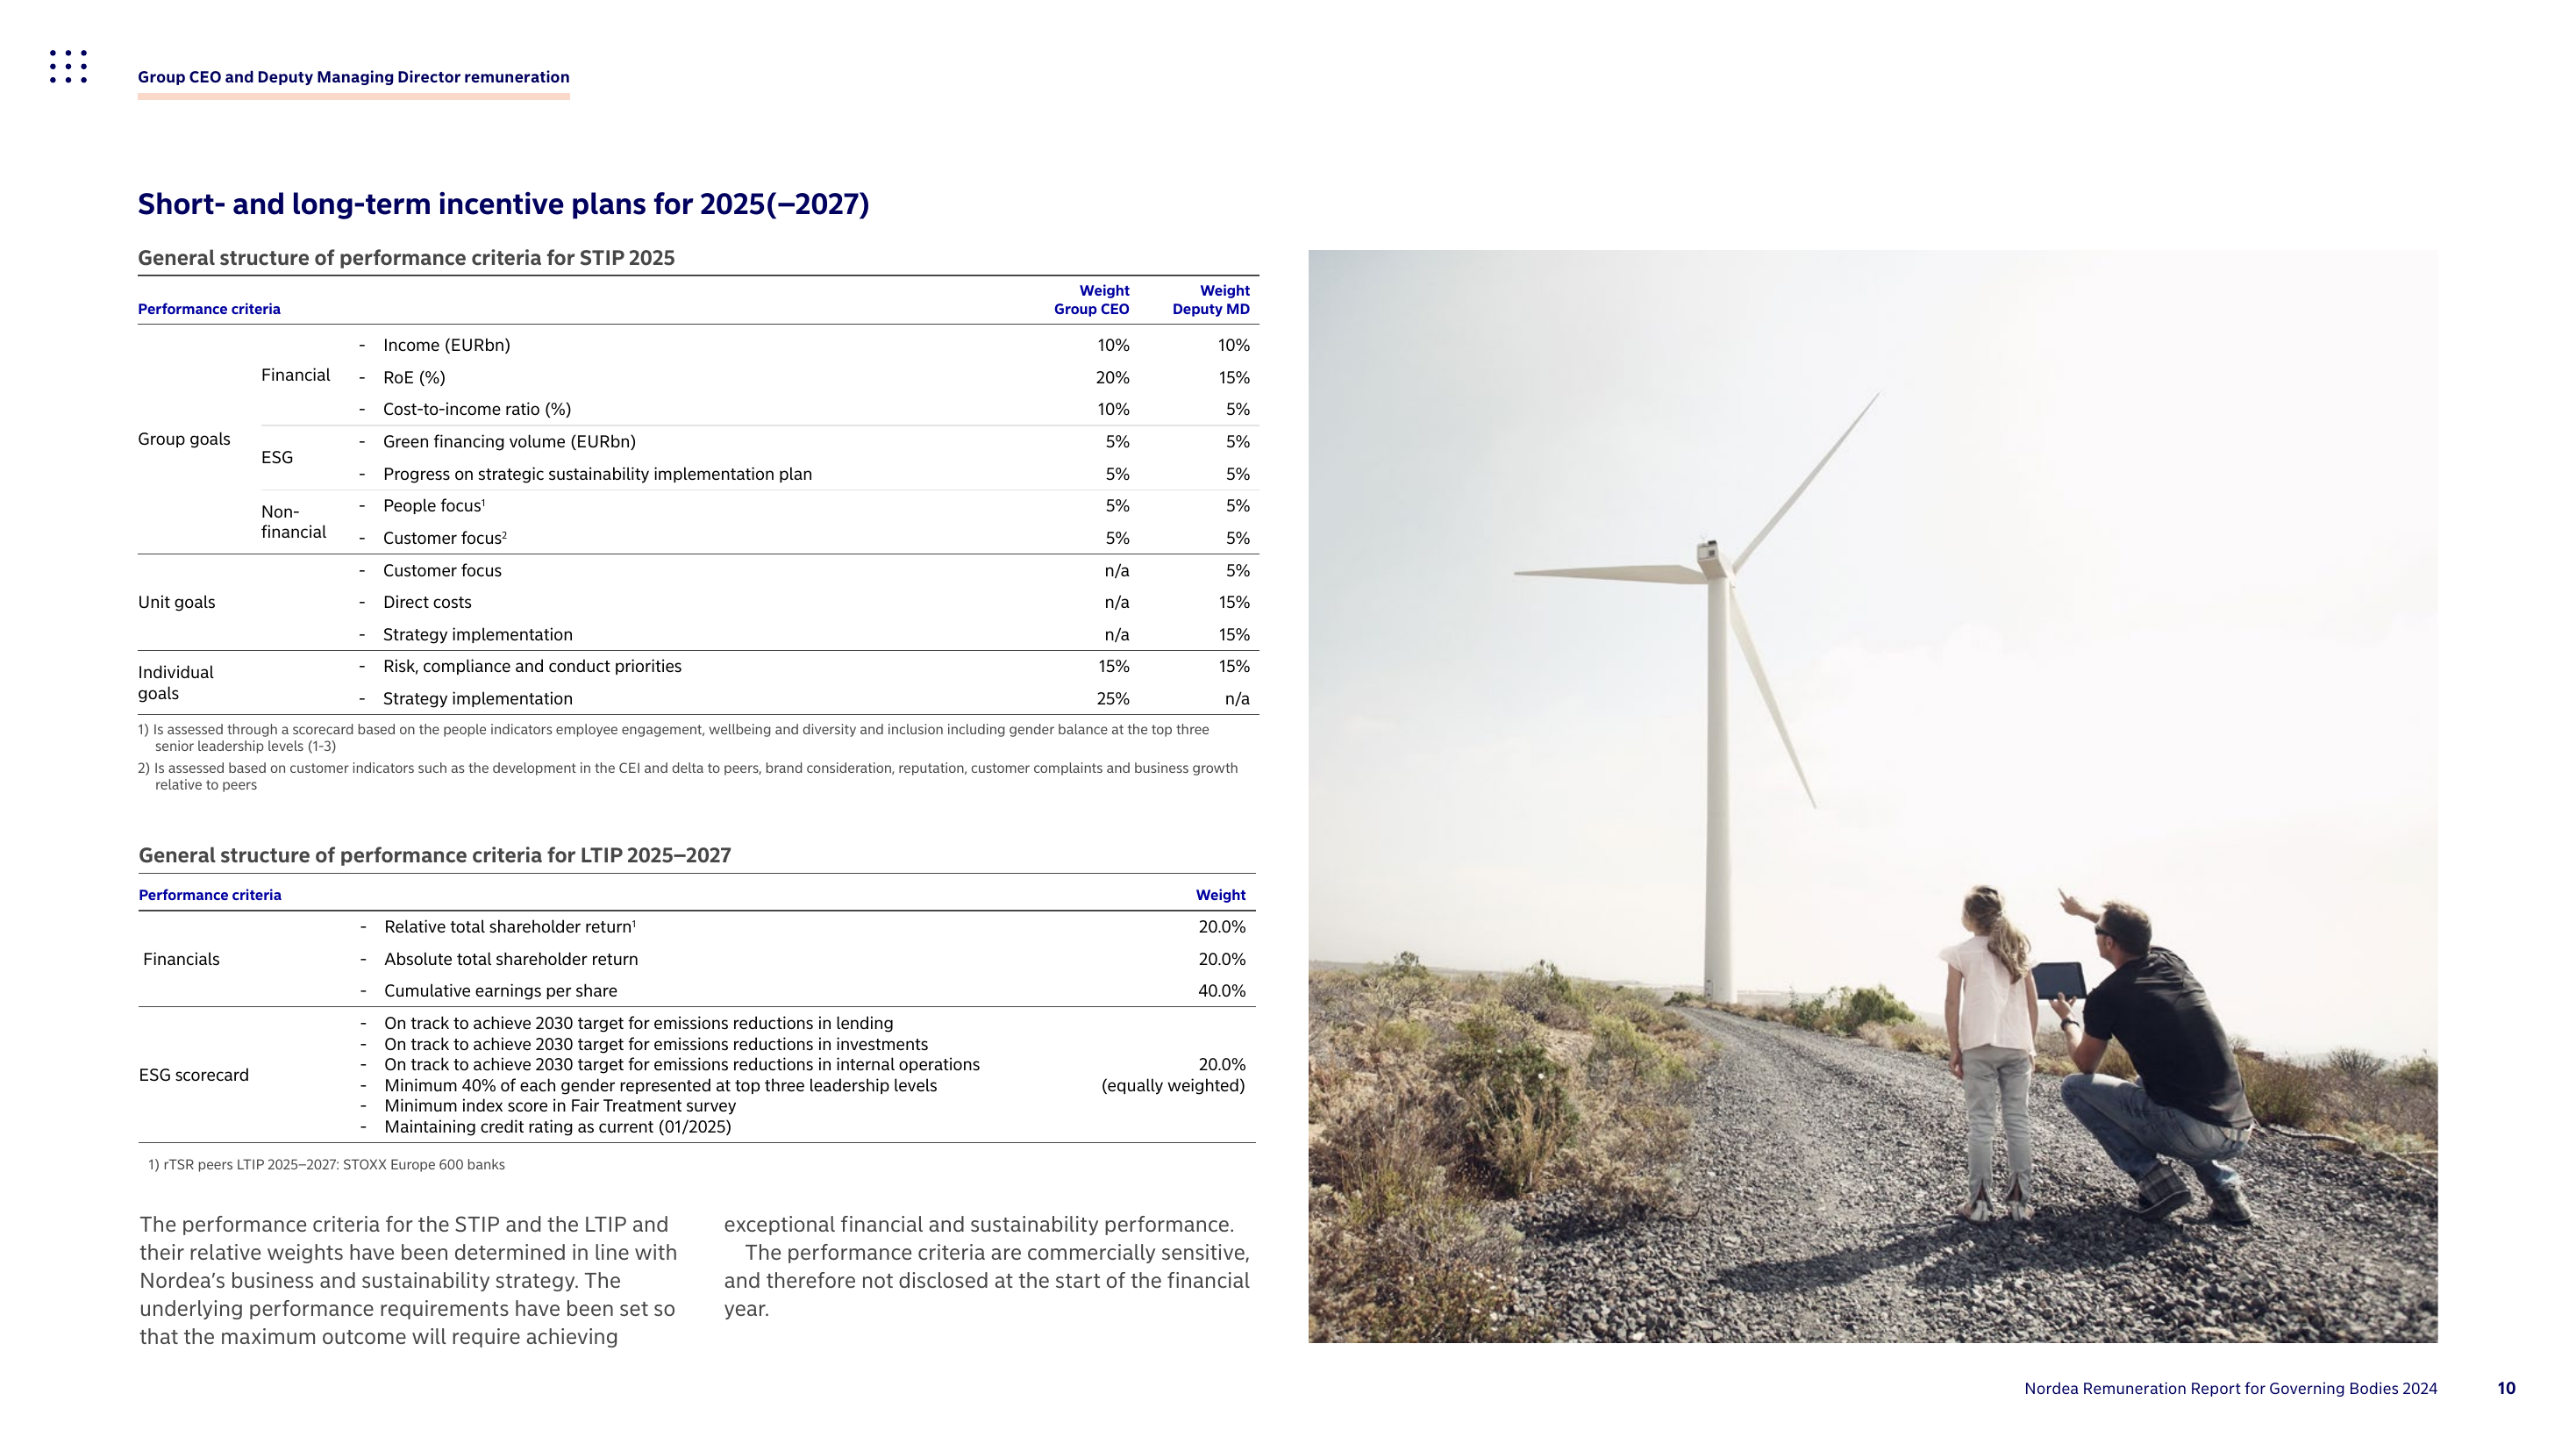 Group CEO and Deputy Managing Director remuneration
Short- and long-term incentive plans for 2025(–2027)
General structure of performance criteria for STIP 2025
Performance criteria Weight Group CEO Weight Deputy MD
Group goals
Financial
- Income (EURbn) 10% 10%
- RoE (%) 20% 15%
- Cost-to-income ratio (%) 10% 5%
ESG
- Green financing volume (EURbn) 5% 5%
- Progress on strategic sustainability implementation plan 5% 5%
Non-
financial
- People focus¹ 5% 5%
- Customer focus² 5% 5%
Unit goals
- Customer focus n/a 5%
- Direct costs n/a 15%
- Strategy implementation n/a 15%
Individual
goals
- Risk, compliance and conduct priorities 15% 15%
- Strategy implementation 25% n/a
1) Is assessed through a scorecard based on the people indicators employee engagement, wellbeing and diversity and inclusion including gender balance at the top three
senior leadership levels (1-3)
2) Is assessed based on customer indicators such as the development in the CEI and delta to peers, brand consideration, reputation, customer complaints and business growth
relative to peers
General structure of performance criteria for LTIP 2025–2027
Performance criteria Weight
Financials
- Relative total shareholder return¹ 20.0%
- Absolute total shareholder return 20.0%
- Cumulative earnings per share 40.0%
ESG scorecard
- On track to achieve 2030 target for emissions reductions in lending
- On track to achieve 2030 target for emissions reductions in investments
- On track to achieve 2030 target for emissions reductions in internal operations 20.0%
- Minimum 40% of each gender represented at top three leadership levels (equally weighted)
- Minimum index score in Fair Treatment survey
- Maintaining credit rating as current (01/2025)
1) rTSR peers LTIP 2025–2027: STOXX Europe 600 banks
The performance criteria for the STIP and the LTIP and
their relative weights have been determined in line with
Nordea's business and sustainability strategy. The
underlying performance requirements have been set so
that the maximum outcome will require achieving
exceptional financial and sustainability performance.
The performance criteria are commercially sensitive,
and therefore not disclosed at the start of the financial
year.
Nordea Remuneration Report for Governing Bodies 2024 10